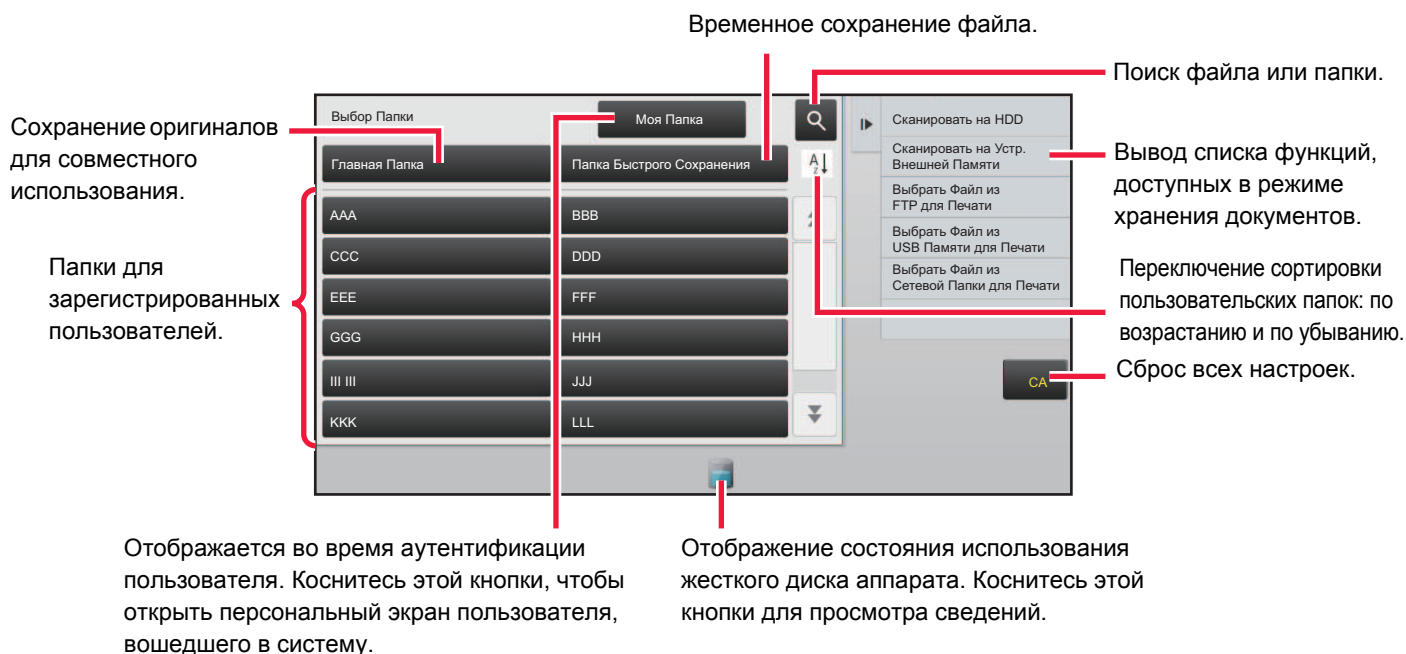 Временное сохранение файла.
Поиск файла или папки.
Сохранение оригиналов
для совместного
использования.
Папки для
зарегистрированных
пользователей.
Выбор Папки
Моя Папка
Главная Папка
Папка Быстрого Сохранения
A
Z
AAA
BBB
CCC
DDD
EEE
FFF
GGG
HHH
III III
JJJ
KKK
LLL
Сканировать на HDD
Сканировать на Устр.
Внешней Памяти
Выбрать Файл из
FTP для Печати
Выбрать Файл из
USB Памяти для Печати
Выбрать Файл из
Сетевой Папки для Печати
CA
Вывод списка функций,
доступных в режиме
хранения документов.
Переключение сортировки
пользовательских папок: по
возрастанию и по убыванию.
Сброс всех настроек.
Отображается во время аутентификации
пользователя. Коснитесь этой кнопки, чтобы
открыть персональный экран пользователя,
вошедшего в систему.
Отображение состояния использования
жесткого диска аппарата. Коснитесь этой
кнопки для просмотра сведений.